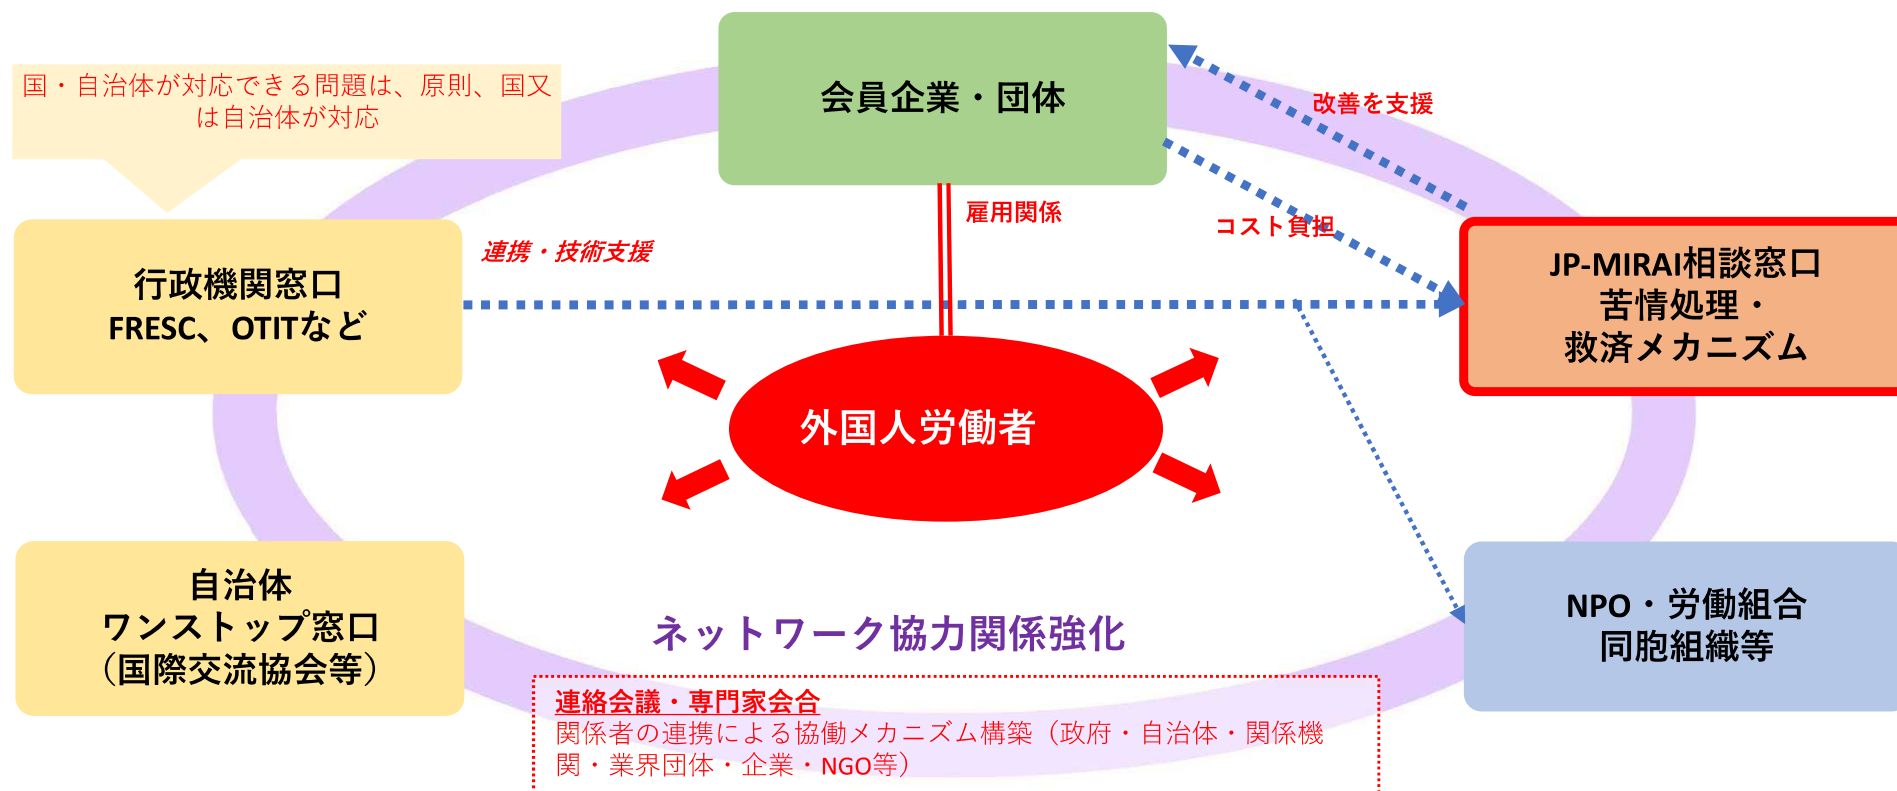 会員企業・団体
国・自治体が対応できる問題は、原則、国又
は自治体が対応
改善を支援
雇用関係
コスト負担
連携・技術支援
行政機関窓口
FRESC、OTITなど
JP-MIRAI相談窓口
苦情処理・
救済メカニズム
外国人労働者
自治体
ワンストップ窓口
（国際交流協会等）
NPO・労働組合
同胞組織等
ネットワーク協力関係強化
連絡会議・専門家会合
関係者の連携による協働メカニズム構築（政府・自治体・関係機
関・業界団体・企業・NGO等）